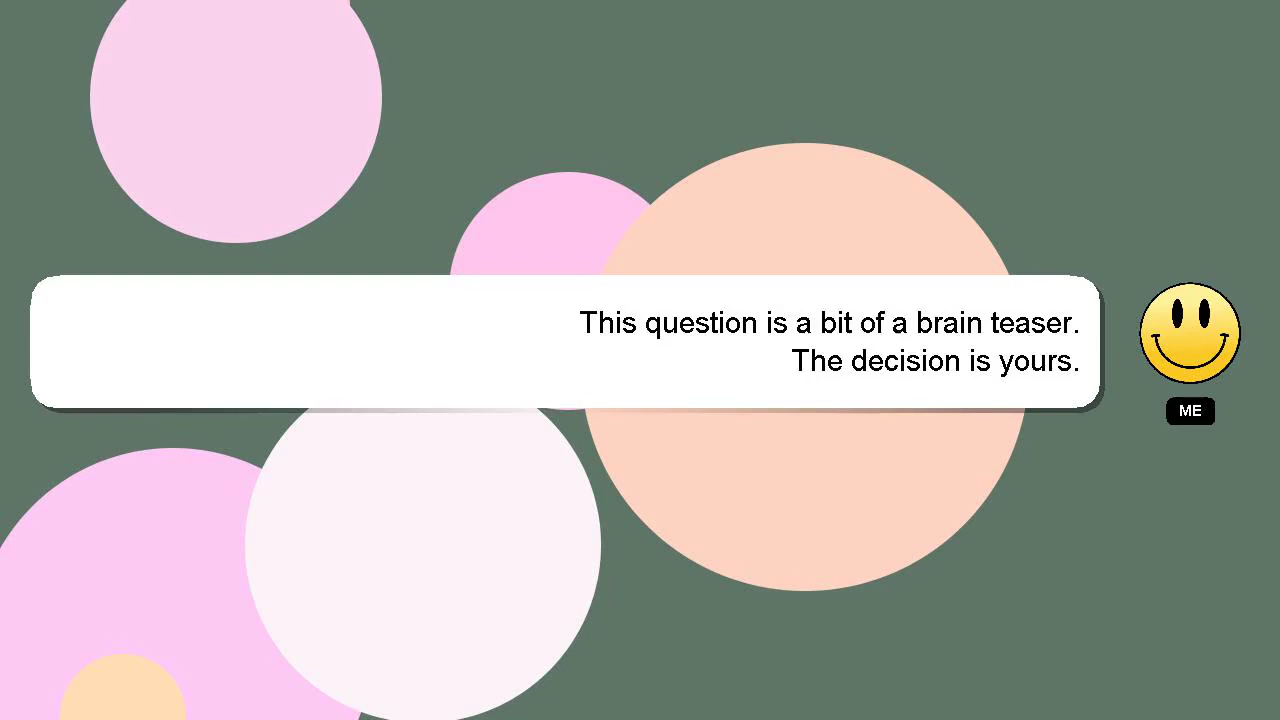 This question is a bit of a brain teaser.
The decision is yours.
ME